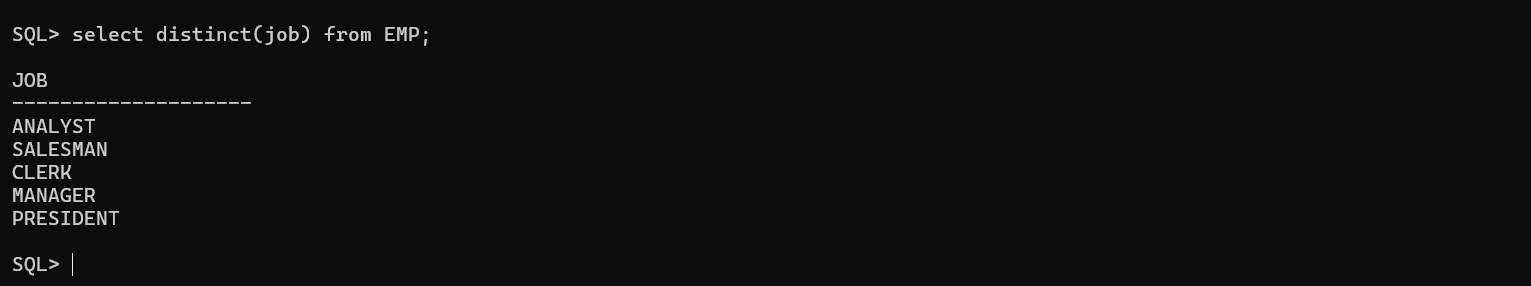 SQL> select distinct(job) from EMP;
JOB
--------------------
ANALYST
SALESMAN
CLERK
MANAGER
PRESIDENT
SQL>